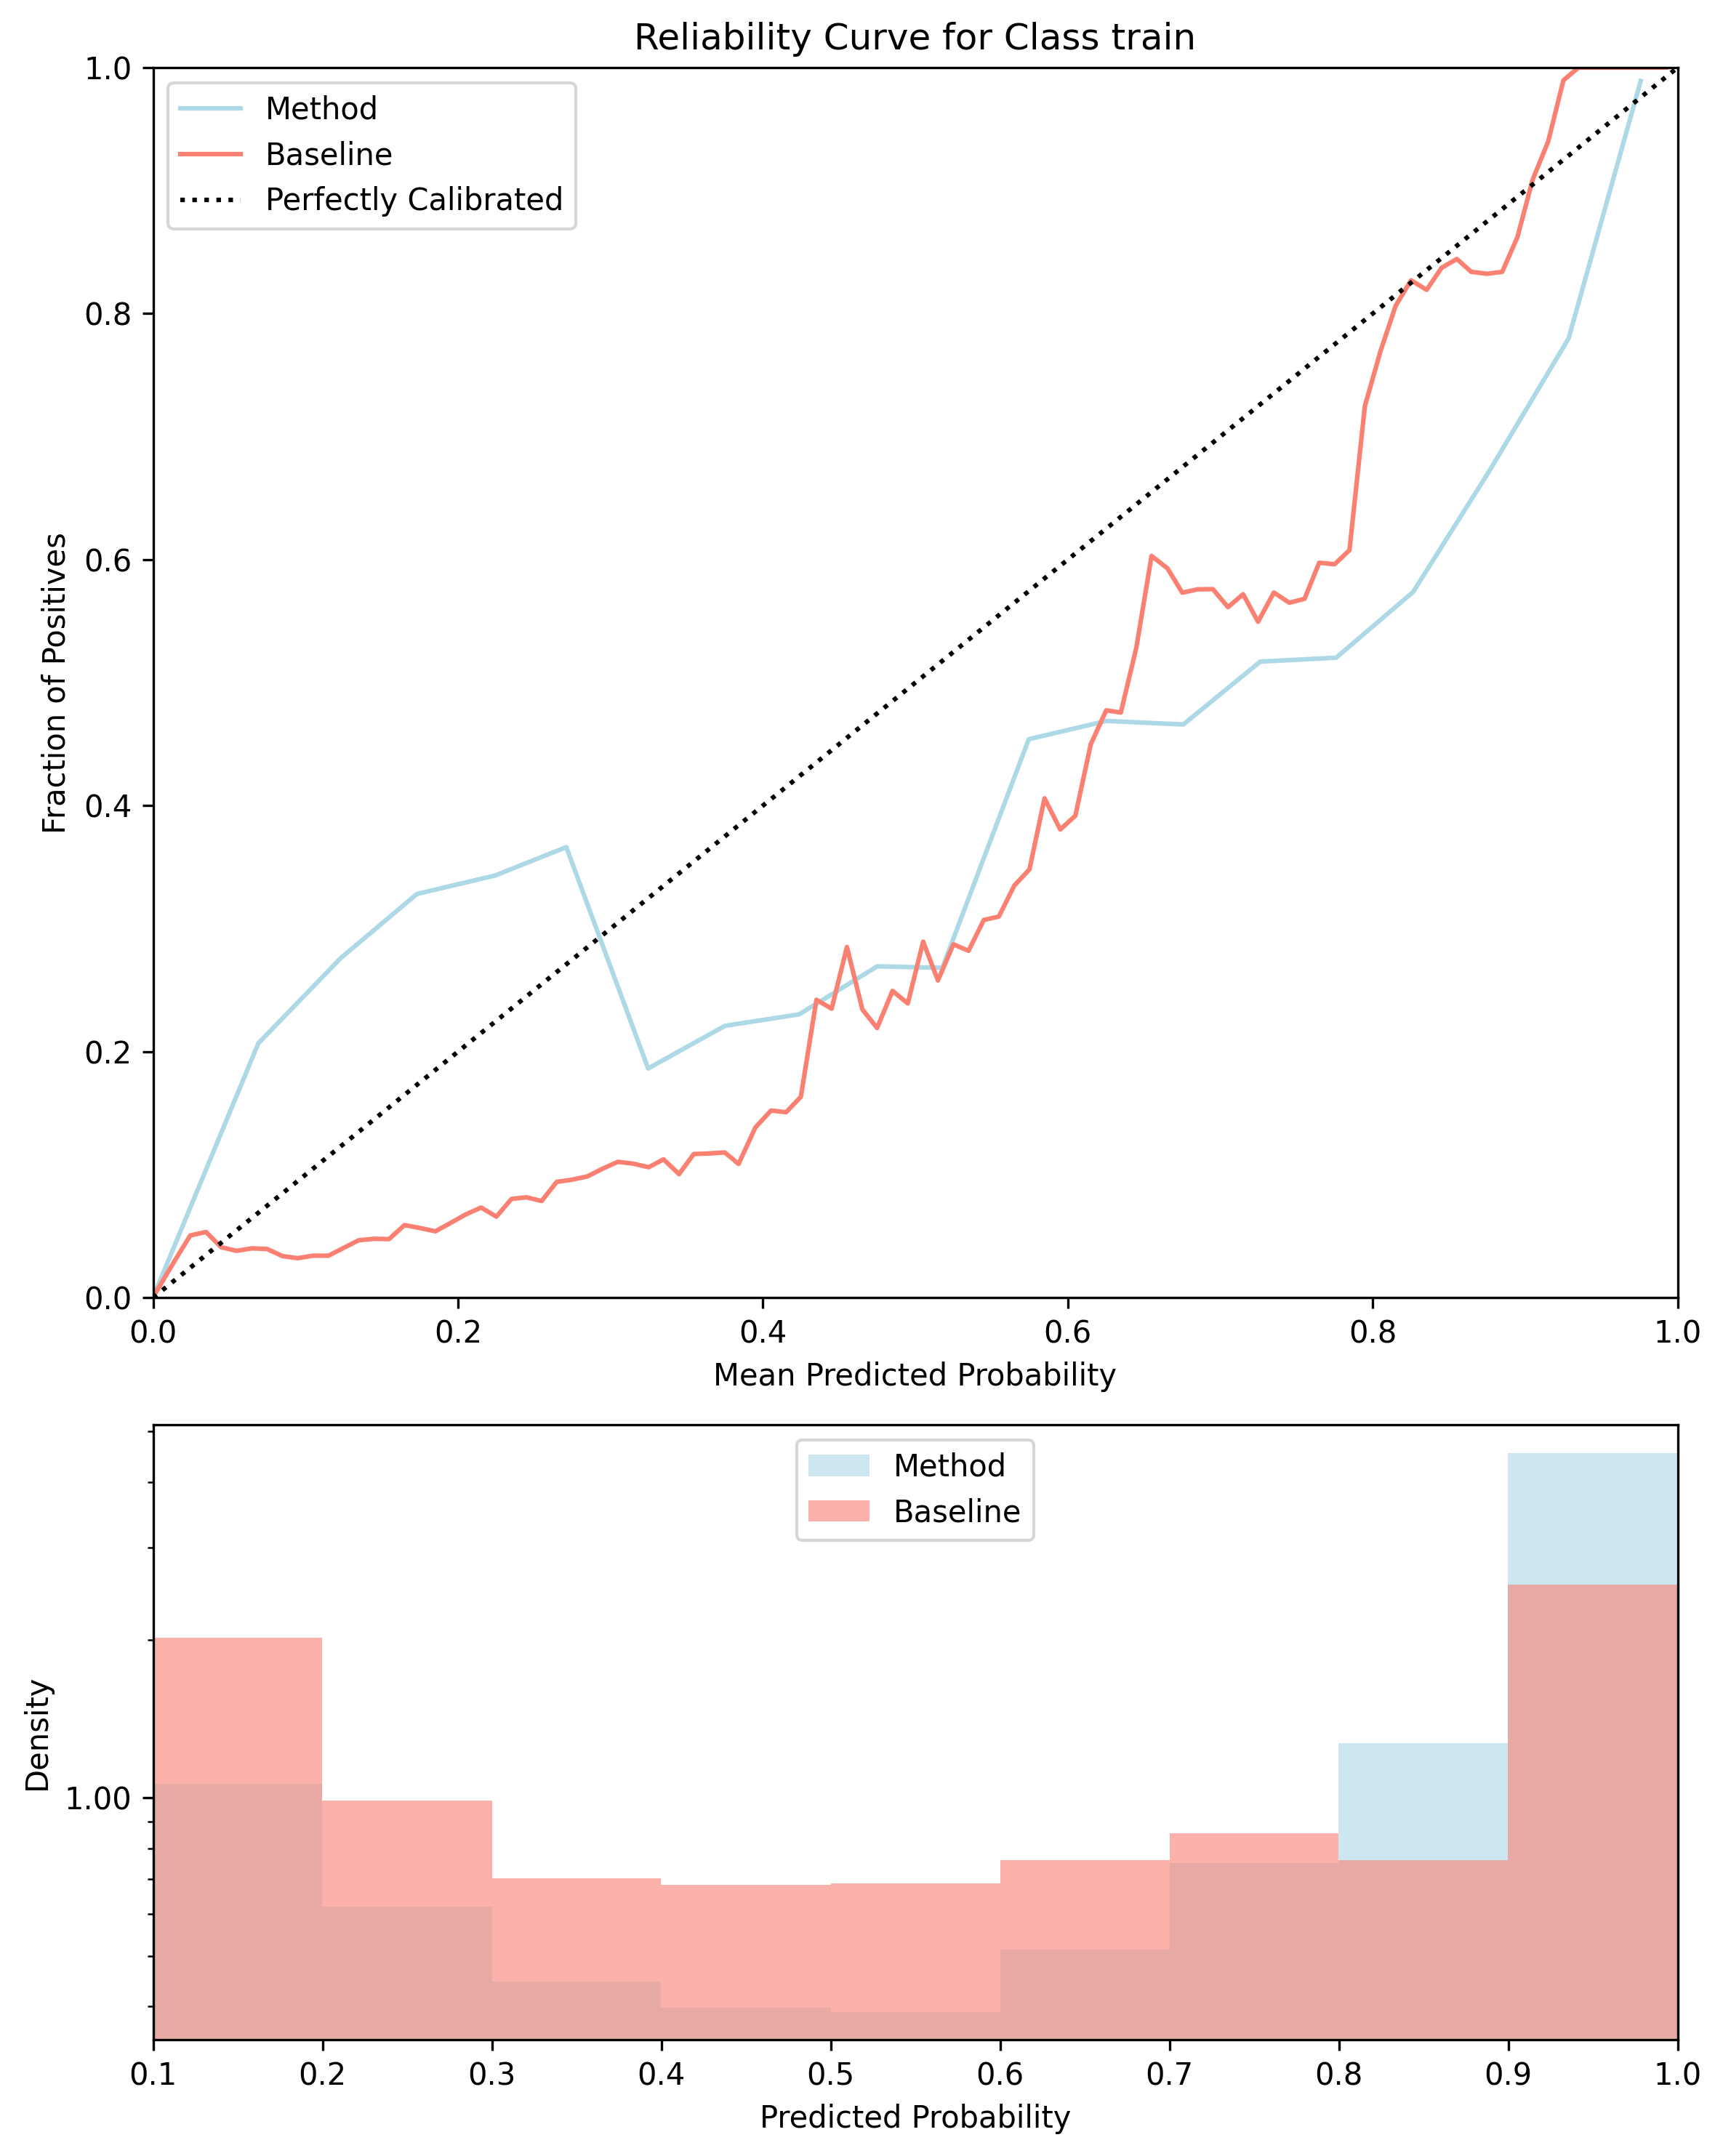 Reliability Curve for Class train
1.0
0.8
0.6
0.4
0.2
0.0
Fraction of Positives
Method
Baseline
Perfectly Calibrated
0.0 0.2 0.4 0.6 0.8 1.0
Mean Predicted Probability
Method
Baseline
Density
1.00
0.1 0.2 0.3 0.4 0.5 0.6 0.7 0.8 0.9 1.0
Predicted Probability